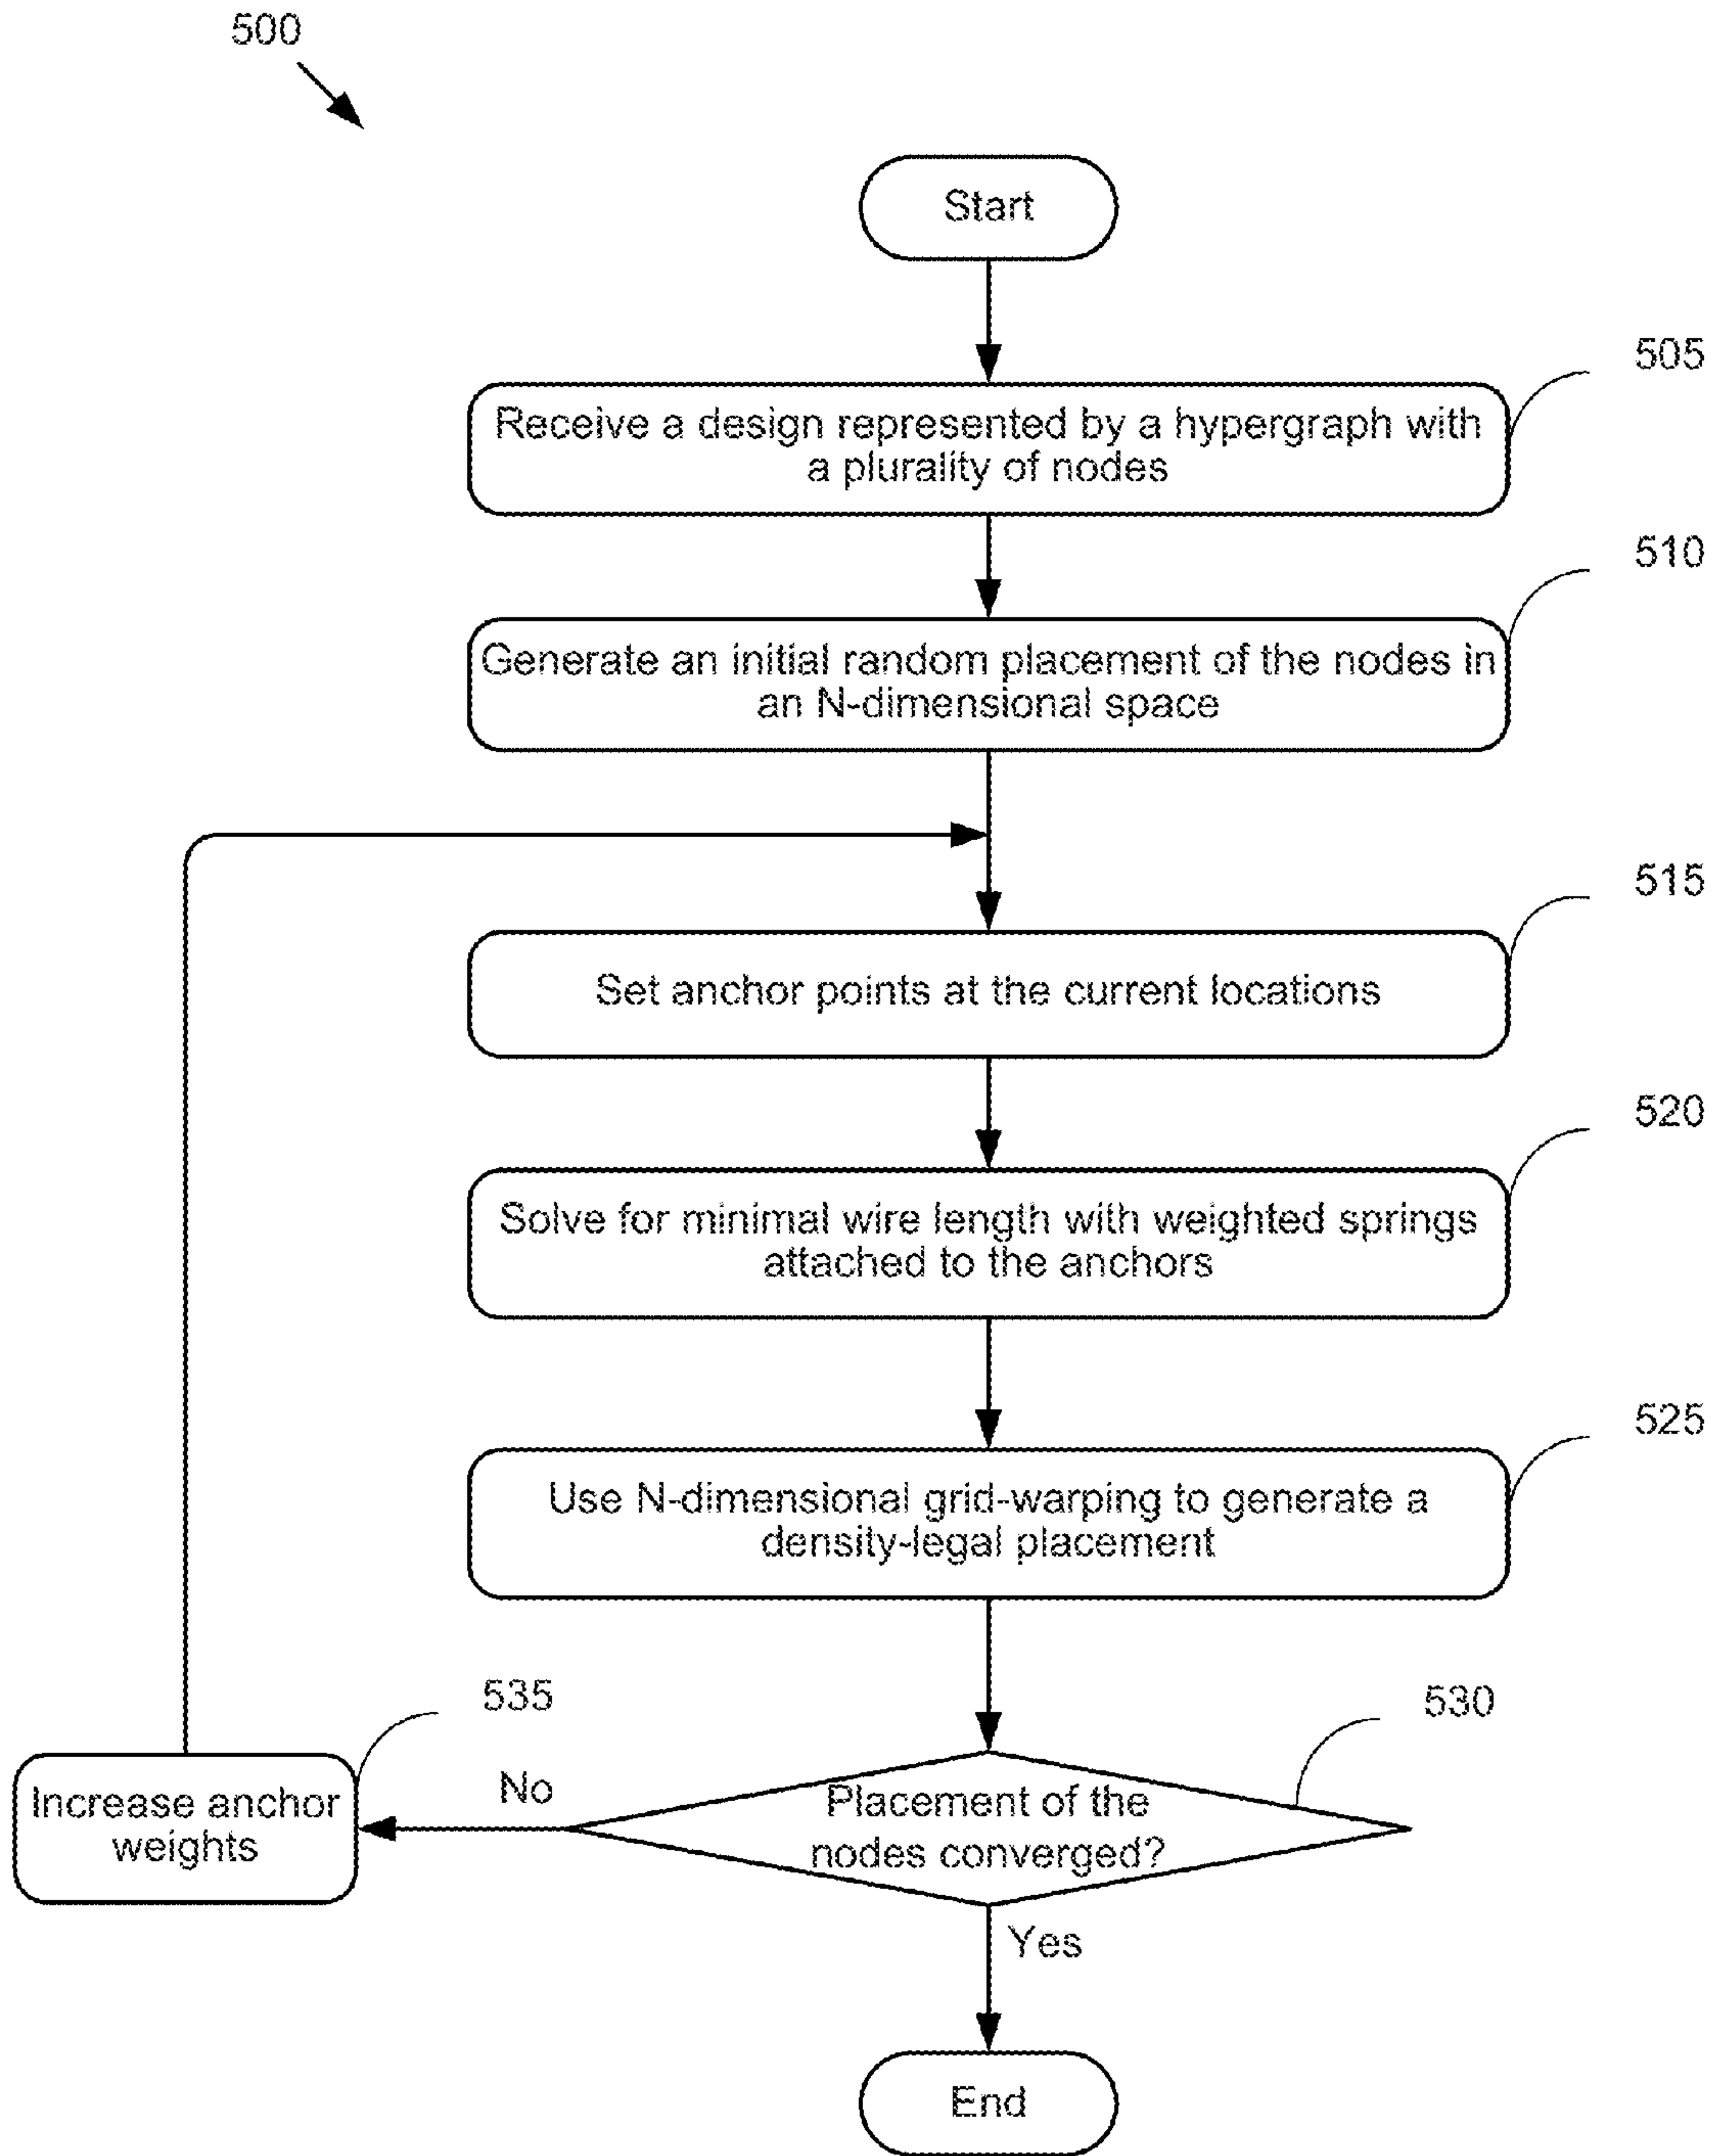 500
Start
505
Receive a design represented by a hypergraph with
a plurality of nodes
510
Generate an initial random placement of the nodes in
an N-dimensional space
515
Set anchor points at the current locations
520
Solve for minimal wire length with weighted springs
attached to the anchors
525
Use N-dimensional grid-warping to generate a
density-legal placement
530
Placement of the
nodes converged?
No
535
Increase anchor
weights
Yes
End